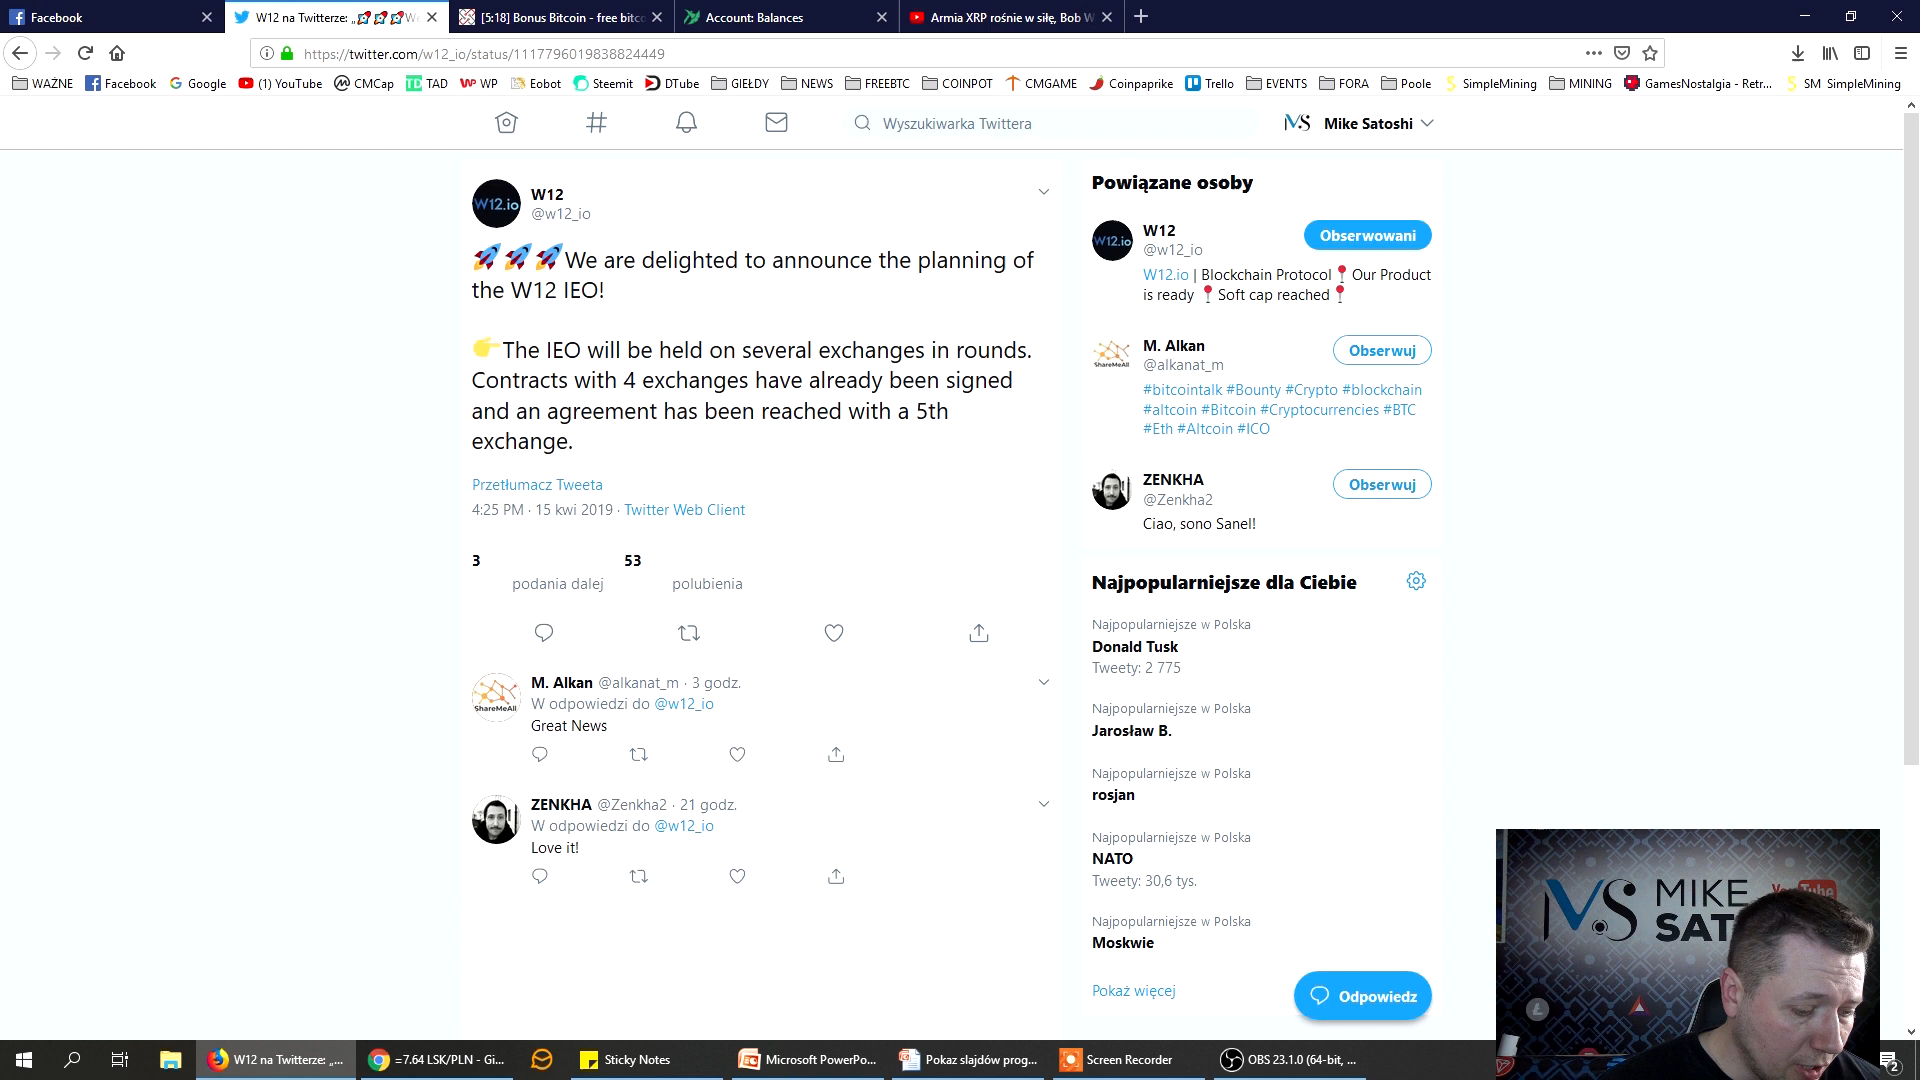 Facebook
W12 na Twitterze: „
[5:18] Bonus Bitcoin - free bitco
Account: Balances
Armia XRP rośnie w siłę, Bob W
https://twitter.com/w12_io/status/1117796019838824449
WAŻNE
Facebook
Google
(1) YouTube
CMCap
TAD
WP
Eobot
Steemit
DTube
GIEŁDY
NEWS
FREEBTC
COINPOT
CMGAME
Coinpaprike
Trello
EVENTS
FORA
Poole
SimpleMining
MINING
GamesNostalgia - Retr...
SM SimpleMining
Wyszukiwarka Twittera
Mike Satoshi
W12
@w12_io
🚀🚀🚀We are delighted to announce the planning of
the W12 IEO!
👉The IEO will be held on several exchanges in rounds.
Contracts with 4 exchanges have already been signed
and an agreement has been reached with a 5th
exchange.
Przetłumacz Tweeta
4:25 PM · 15 kwi 2019 · Twitter Web Client
3 53
podania dalej polubienia
M. Alkan @alkanat_m · 3 godz.
W odpowiedzi do @w12_io
Great News
ZENKHA @Zenkha2 · 21 godz.
W odpowiedzi do @w12_io
Love it!
Powiązane osoby
W12
@w12_io
Obserwowani
W12.io | Blockchain Protocol📍Our Product
is ready 📍Soft cap reached📍
M. Alkan
@alkanat_m
Obserwuj
#bitcointalk #Bounty #Crypto #blockchain
#altcoin #Bitcoin #Cryptocurrencies #BTC
#Eth #Altcoin #ICO
ZENKHA
@Zenkha2
Obserwuj
Ciao, sono Sanel!
Najpopularniejsze dla Ciebie
Najpopularniejsze w Polska
Donald Tusk
Tweety: 2 775
Najpopularniejsze w Polska
Jarosław B.
Najpopularniejsze w Polska
rosjan
Najpopularniejsze w Polska
NATO
Tweety: 30,6 tys.
Najpopularniejsze w Polska
Moskwie
Pokaż więcej
Odpowiedz
MIKE
W12 na Twitterze: „...
=7.64 LSK/PLN - Gi...
Sticky Notes
Microsoft PowerPo...
Pokaz slajdów prog...
Screen Recorder
OBS 23.1.0 (64-bit, ...
2